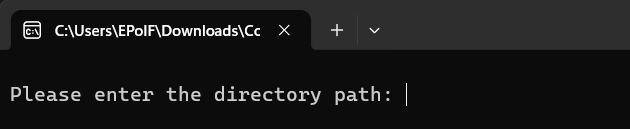 C:\Users\EPolF\Downloads\Cc
Please enter the directory path: